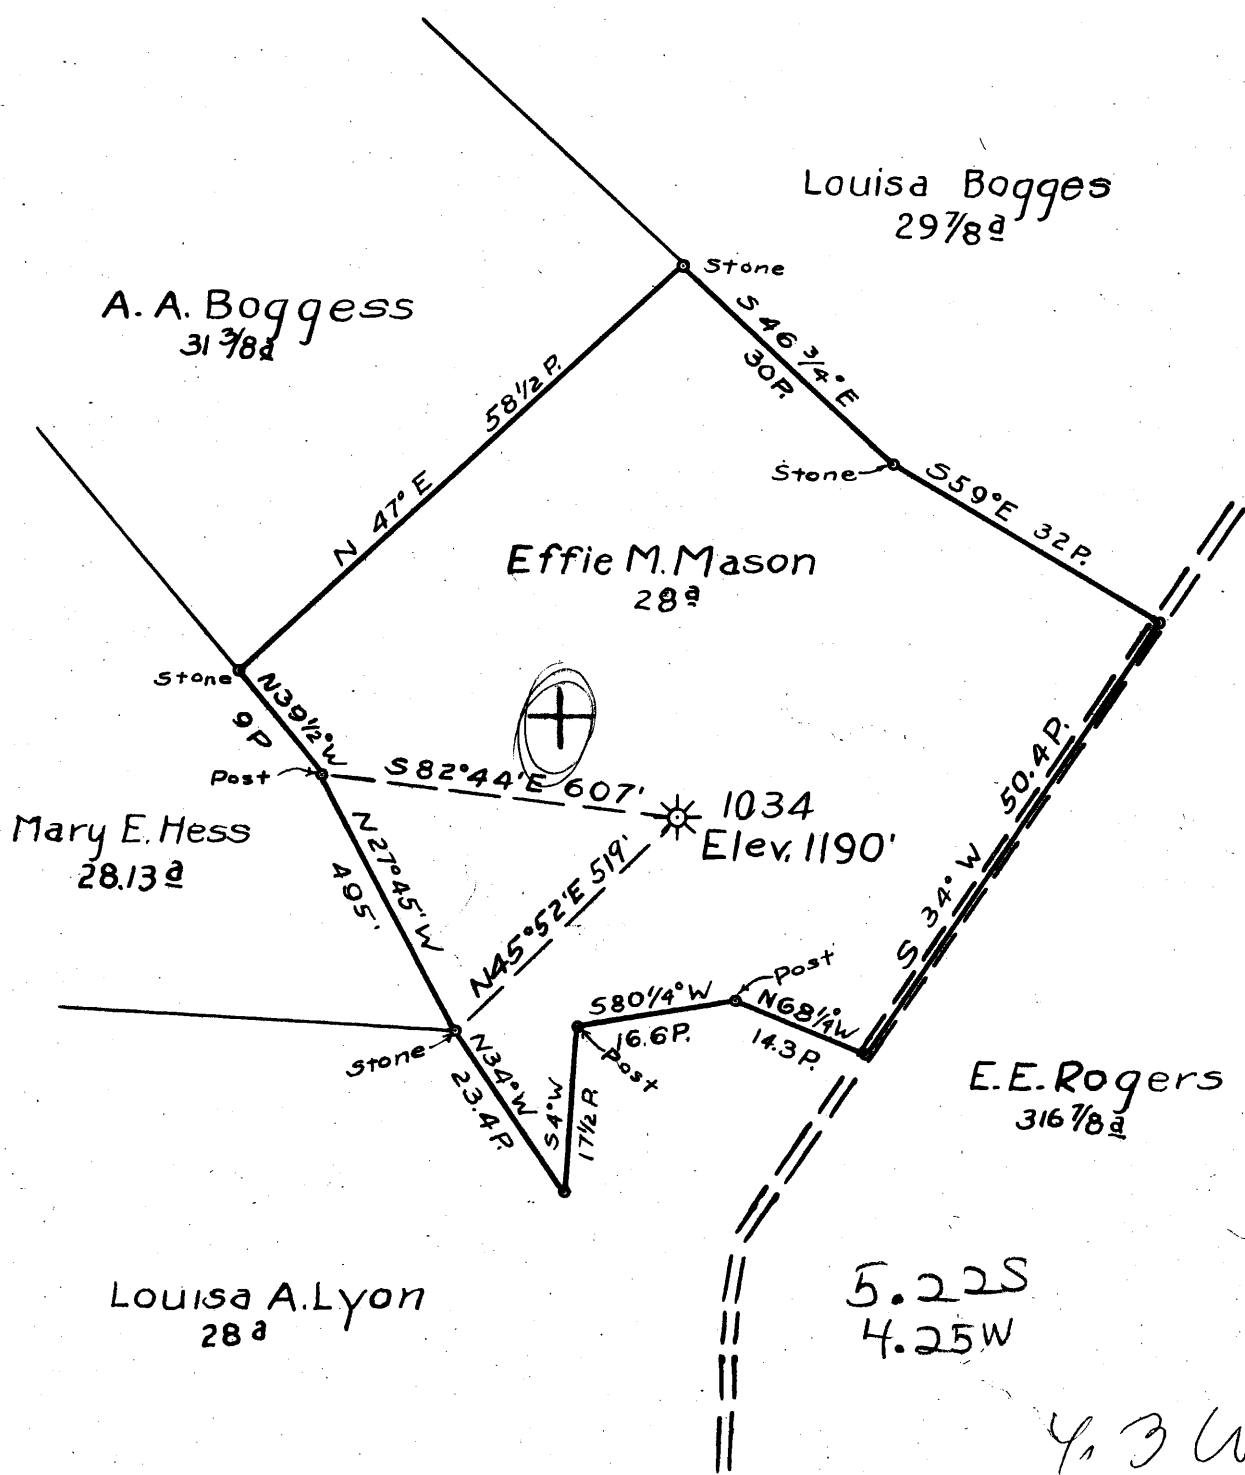 Louisa Bogges
29 7/8 a
Stone
A. A. Boggess
31 3/8 a
S 46 3/4° E
30 P.
58 1/2 P.
N 47° E
Stone
S 59° E 32 P.
Effie M. Mason
28 a
Stone
N 39 1/2° W
9 P
Post
S 82° 44' E 607'
1034
Elev. 1190'
50.4 P.
S 34° W
Mary E. Hess
28.13 a
N 27° 45' W
495'
N 45° 52' E 519'
Post
S 80 1/4° W
16.6 P.
N 68 1/4° W
14.3 P.
Post
Stone
N 34° W
23.4 P.
S 4° W
17 1/2 P.
E. E. Rogers
316 7/8 a
Louisa A. Lyon
28 a
5.22 S
4.25 W
4.3 W